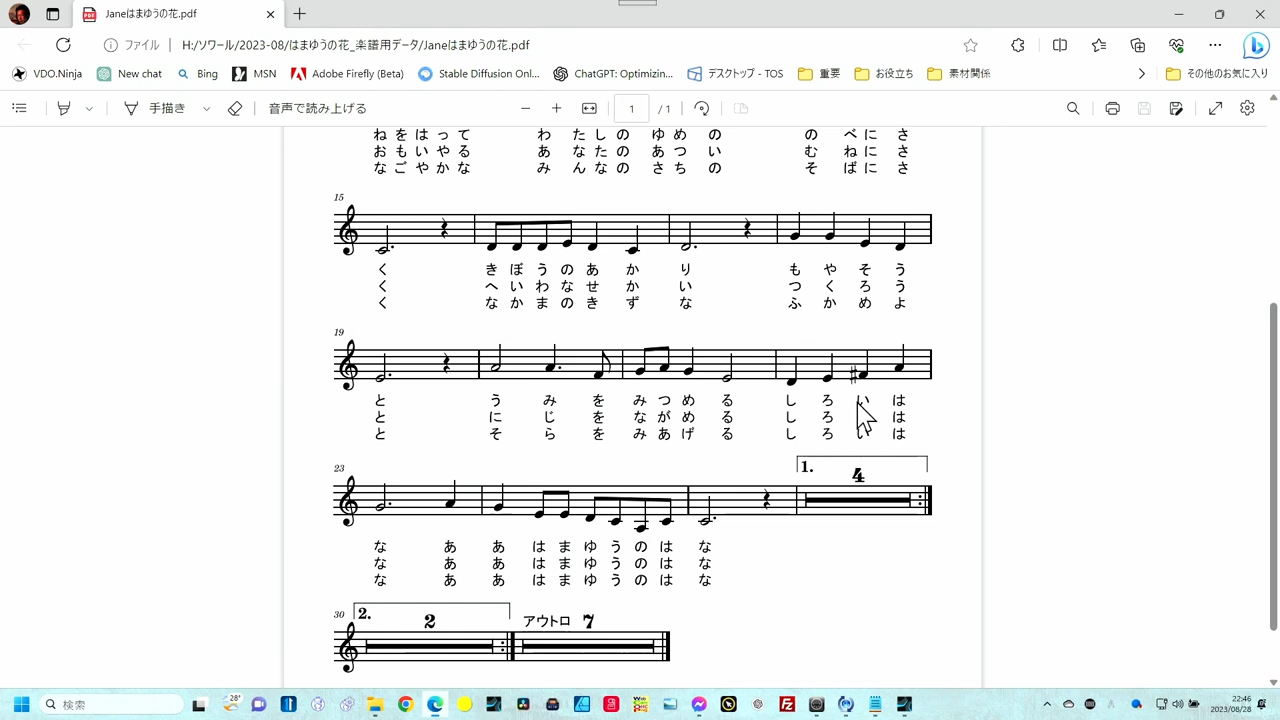 Janeはまゆうの花.pdf
ファイル H:/ソワール/2023-08/はまゆうの花_楽譜用データ/Janeはまゆうの花.pdf
VDO.Ninja New chat Bing MSN Adobe Firefly (Beta) Stable Diffusion Onl... ChatGPT: Optimizin... デスクトップ - TOS 重要 お役立ち 素材関係 その他のお気に入り
手描き 音声で読み上げる 1 / 1
ね を は っ て わ た し の ゆ め の の べ に さ
お も い や る あ な た の あ つ い む ね に さ
な ご や か な み ん な の さ ち の そ ば に さ
15
く き ぼ う の あ か り も や そ う
く へ い わ な せ か い つ く ろ う
く な か ま の き ず な ふ か め よ
19
と う み を み つ め る し ろ い は
と に じ を な が め る し ろ は
と そ ら を み あ げ る し ろ い は
23
1.
4
な あ あ は ま ゆ う の は な
な あ あ は ま ゆ う の は な
な あ あ は ま ゆ う の は な
30
2.
2
アウトロ 7
検索
28°
22:46
2023/08/28